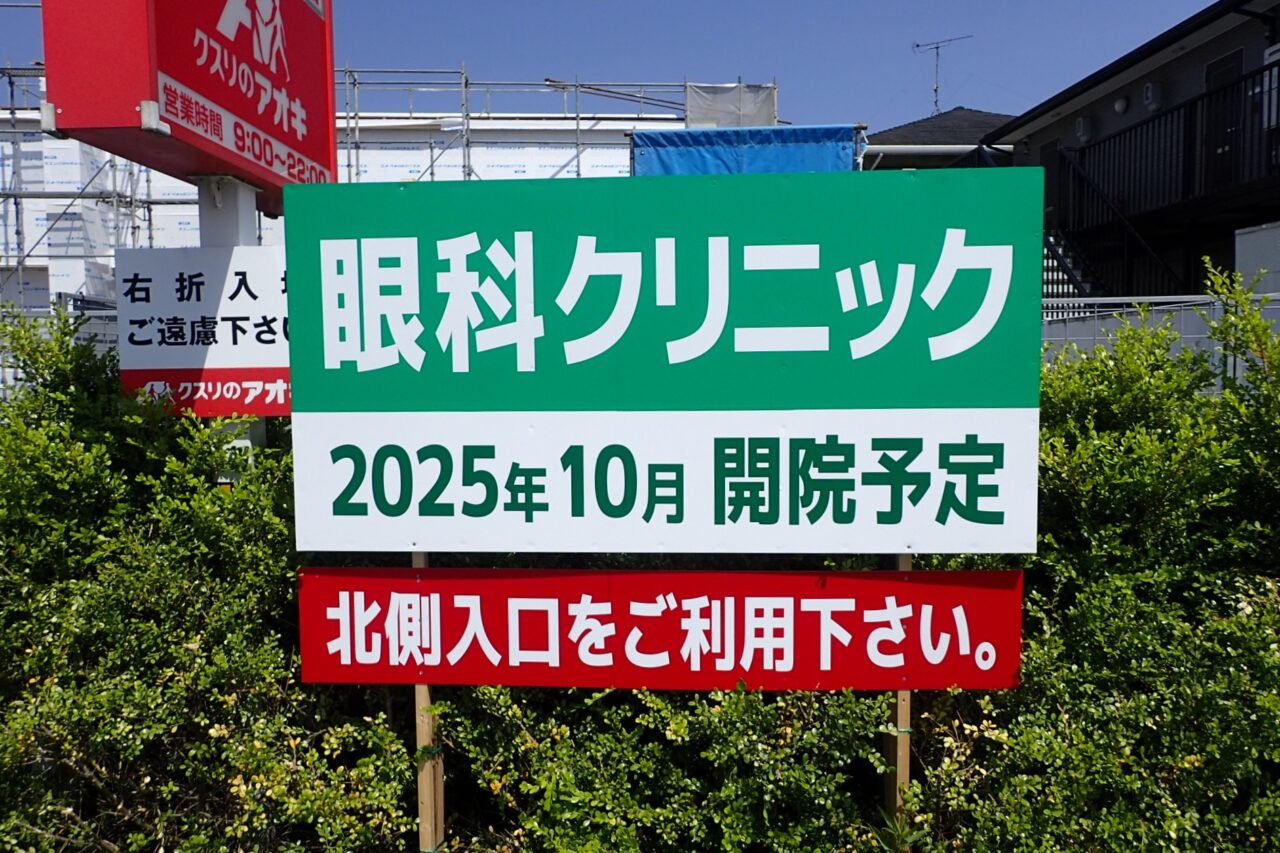 クスリのアオキ
営業時間 9:00〜22:00
右折入
ご遠慮下さい
クスリのアオキ
眼科クリニック
2025年10月 開院予定
北側入口をご利用下さい。